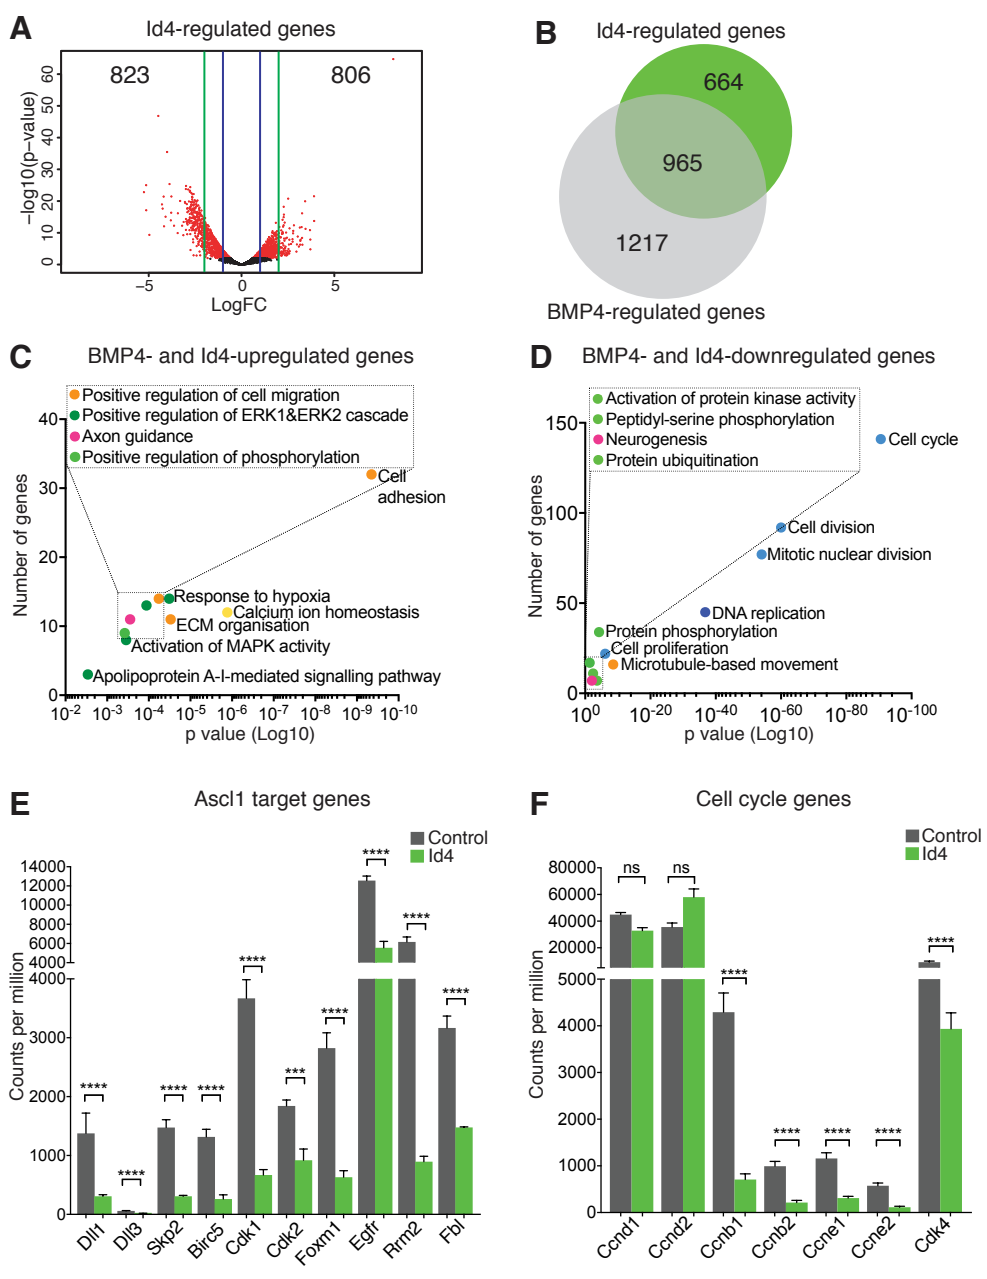 A
Id4-regulated genes
823
806
−log10(p−value)
60
50
40
30
20
10
0
−5
0
5
LogFC
B
Id4-regulated genes
664
965
1217
BMP4-regulated genes
C
BMP4- and Id4-upregulated genes
Positive regulation of cell migration
Positive regulation of ERK1&ERK2 cascade
Axon guidance
Positive regulation of phosphorylation
Number of genes
40
30
20
10
0
Cell
adhesion
Response to hypoxia
Calcium ion homeostasis
ECM organisation
Activation of MAPK activity
Apolipoprotein A-I-mediated signalling pathway
10-2
10-3
10-4
10-5
10-6
10-7
10-8
10-9
10-10
p value (Log10)
D
BMP4- and Id4-downregulated genes
Activation of protein kinase activity
Peptidyl-serine phosphorylation
Neurogenesis
Protein ubiquitination
Number of genes
150
100
50
0
Cell cycle
Cell division
Mitotic nuclear division
DNA replication
Protein phosphorylation
Cell proliferation
Microtubule-based movement
100
10-20
10-40
10-60
10-80
10-100
p value (Log10)
E
Ascl1 target genes
Control
Id4
Counts per million
14000
12000
10000
8000
6000
4000
3000
2000
1000
0
****
****
****
****
****
***
****
****
****
****
Dll1
Dll3
Skp2
Birc5
Cdk1
Cdk2
Foxm1
Egfr
Rrm2
Fbl
F
Cell cycle genes
Control
Id4
Counts per million
80000
60000
40000
20000
5000
4000
3000
2000
1000
0
ns
ns
****
****
****
****
****
Ccnd1
Ccnd2
Ccnb1
Ccnb2
Ccne1
Ccne2
Cdk4